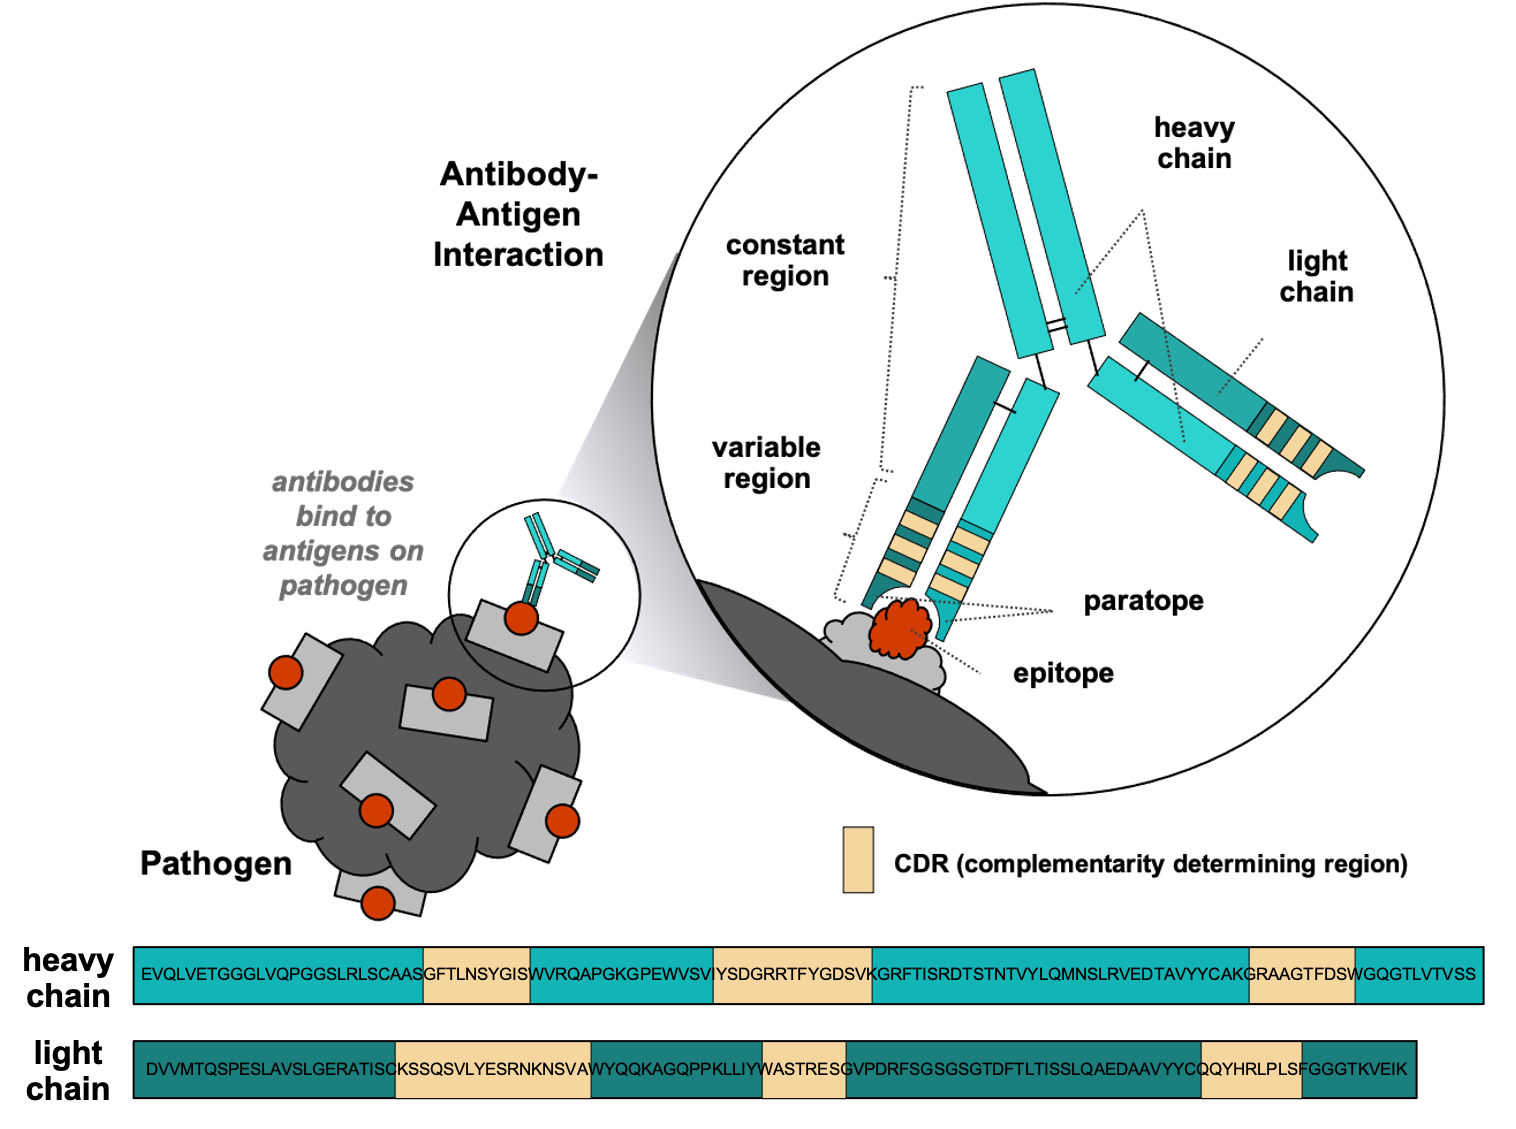 Antibody-
Antigen
Interaction
heavy
chain
constant
region
light
chain
variable
region
antibodies
bind to
antigens on
pathogen
paratope
epitope
Pathogen
CDR (complementarity determining region)
heavy
chain
EVQLVETGGGLVQPGGSLRLSCAASGFTLNSYGISWVRQAPGKGPEWVSVIYSDGRRTFYGDSVKGRFTISRDTSTNTVYLQMNSLRVEDTAVYYCAKGRAAGTFDSWGQGTLVTVSS
light
chain
DVVMTQSPESLAVSLGERATISCKSSQSVLYESRNKNSVAWYQQKAGQPPKLLIYWASTRESGVPDRFSGSGSGTDFTLTISSLQAEDAAVYYCQQYHRLPLSFGGGTKVEIK